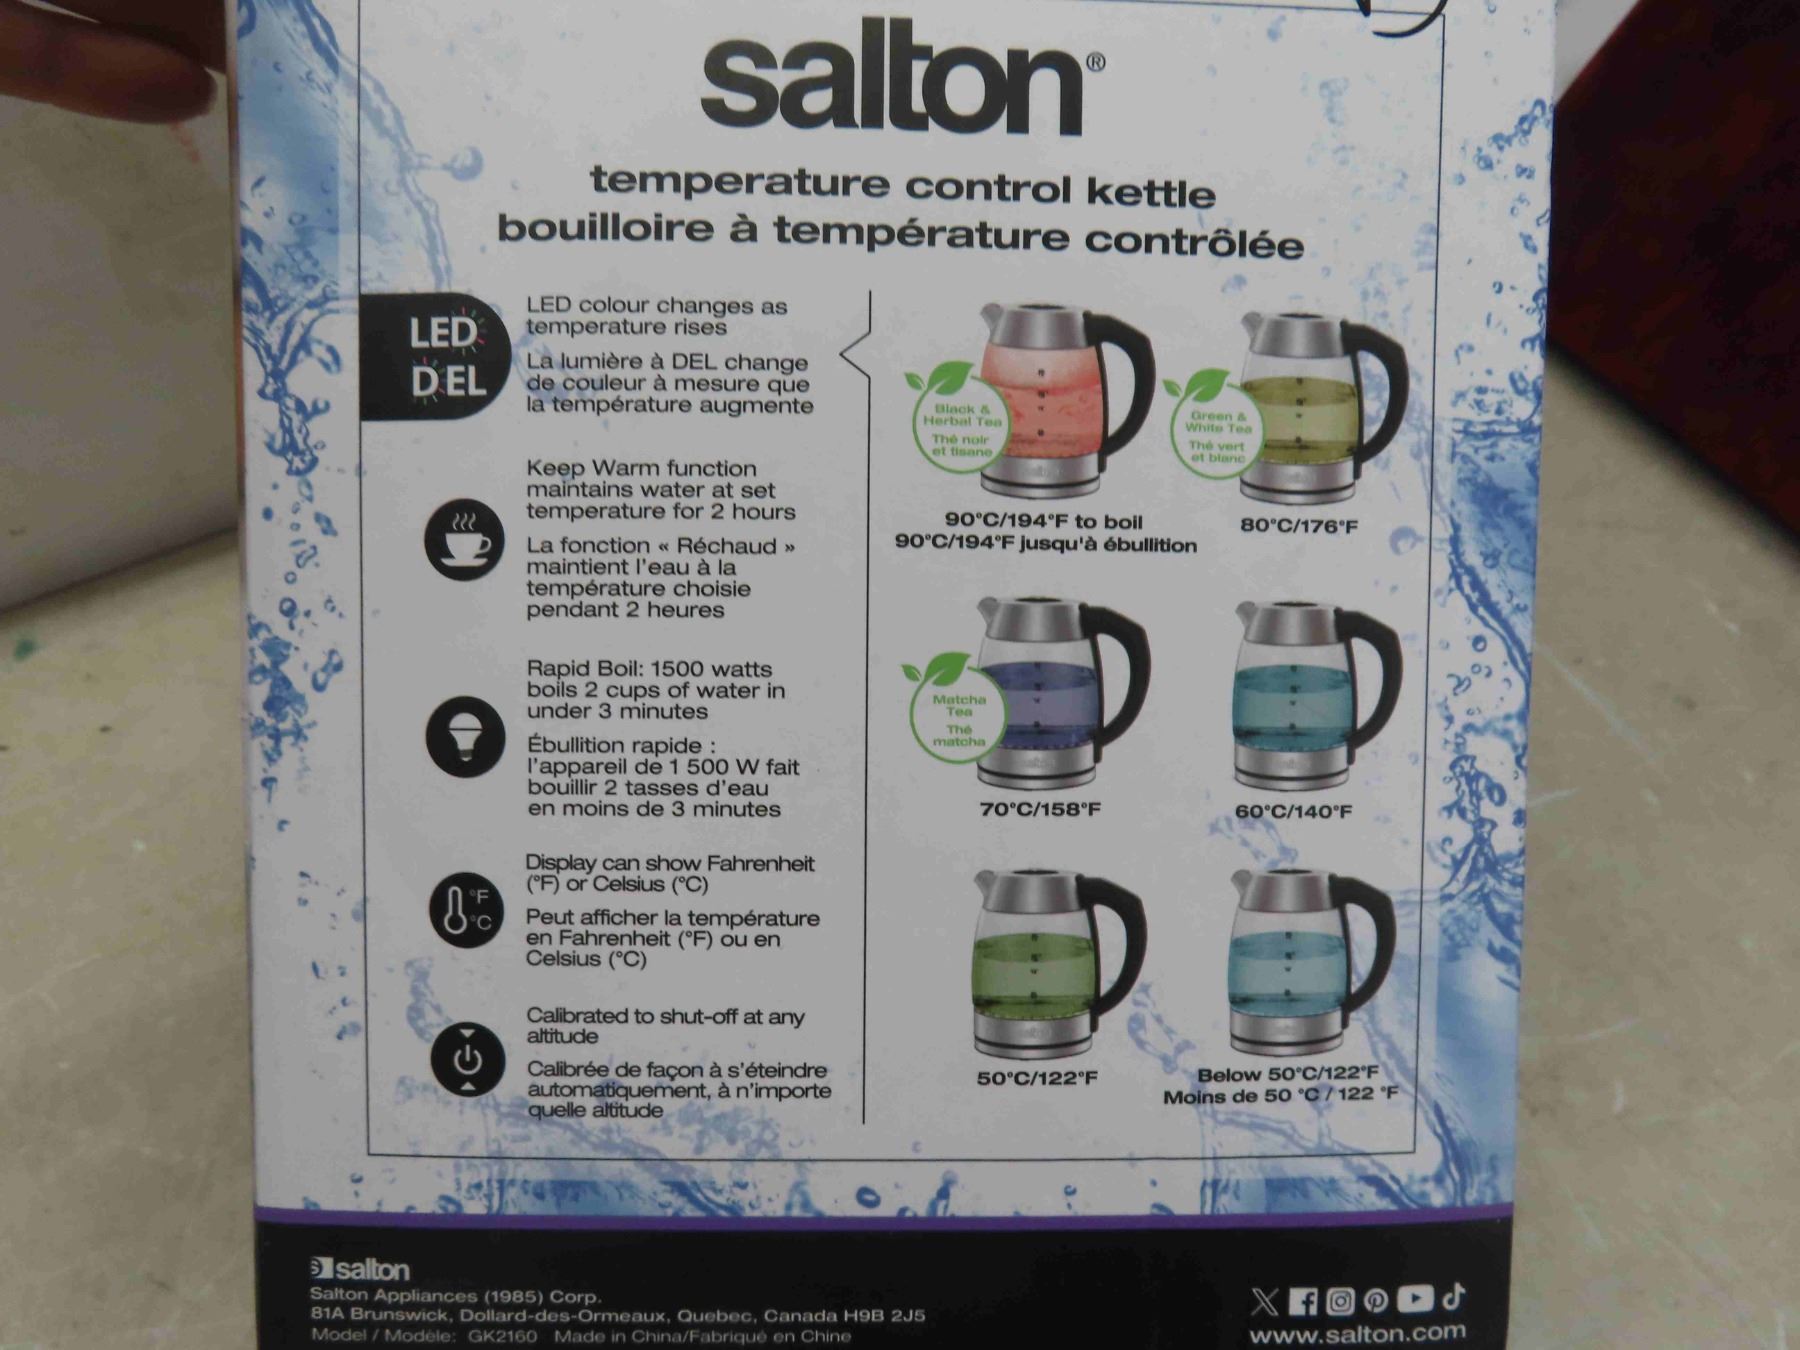 salton®
temperature control kettle
bouilloire à température contrôlée
LED
DEL
LED colour changes as
temperature rises
La lumière à DEL change
de couleur à mesure que
la température augmente
Keep Warm function
maintains water at set
temperature for 2 hours
La fonction « Réchaud »
maintient l'eau à la
température choisie
pendant 2 heures
Rapid Boil: 1500 watts
boils 2 cups of water in
under 3 minutes
Ébullition rapide :
l'appareil de 1 500 W fait
bouillir 2 tasses d'eau
en moins de 3 minutes
°F
°C
Display can show Fahrenheit
(°F) or Celsius (°C)
Peut afficher la température
en Fahrenheit (°F) ou en
Celsius (°C)
Calibrated to shut-off at any
altitude
Calibrée de façon à s'éteindre
automatiquement, à n'importe
quelle altitude
Black &
Herbal Tea
Thé noir
et tisane
90°C/194°F to boil
90°C/194°F jusqu'à ébullition
Green &
White Tea
Thé vert
et blanc
80°C/176°F
Matcha
Tea
Thé
matcha
70°C/158°F
60°C/140°F
50°C/122°F
Below 50°C/122°F
Moins de 50 °C / 122 °F
salton
Salton Appliances (1985) Corp.
81A Brunswick, Dollard-des-Ormeaux, Quebec, Canada H9B 2J5
Model / Modèle: GK2160 Made in China/Fabriqué en Chine
www.salton.com